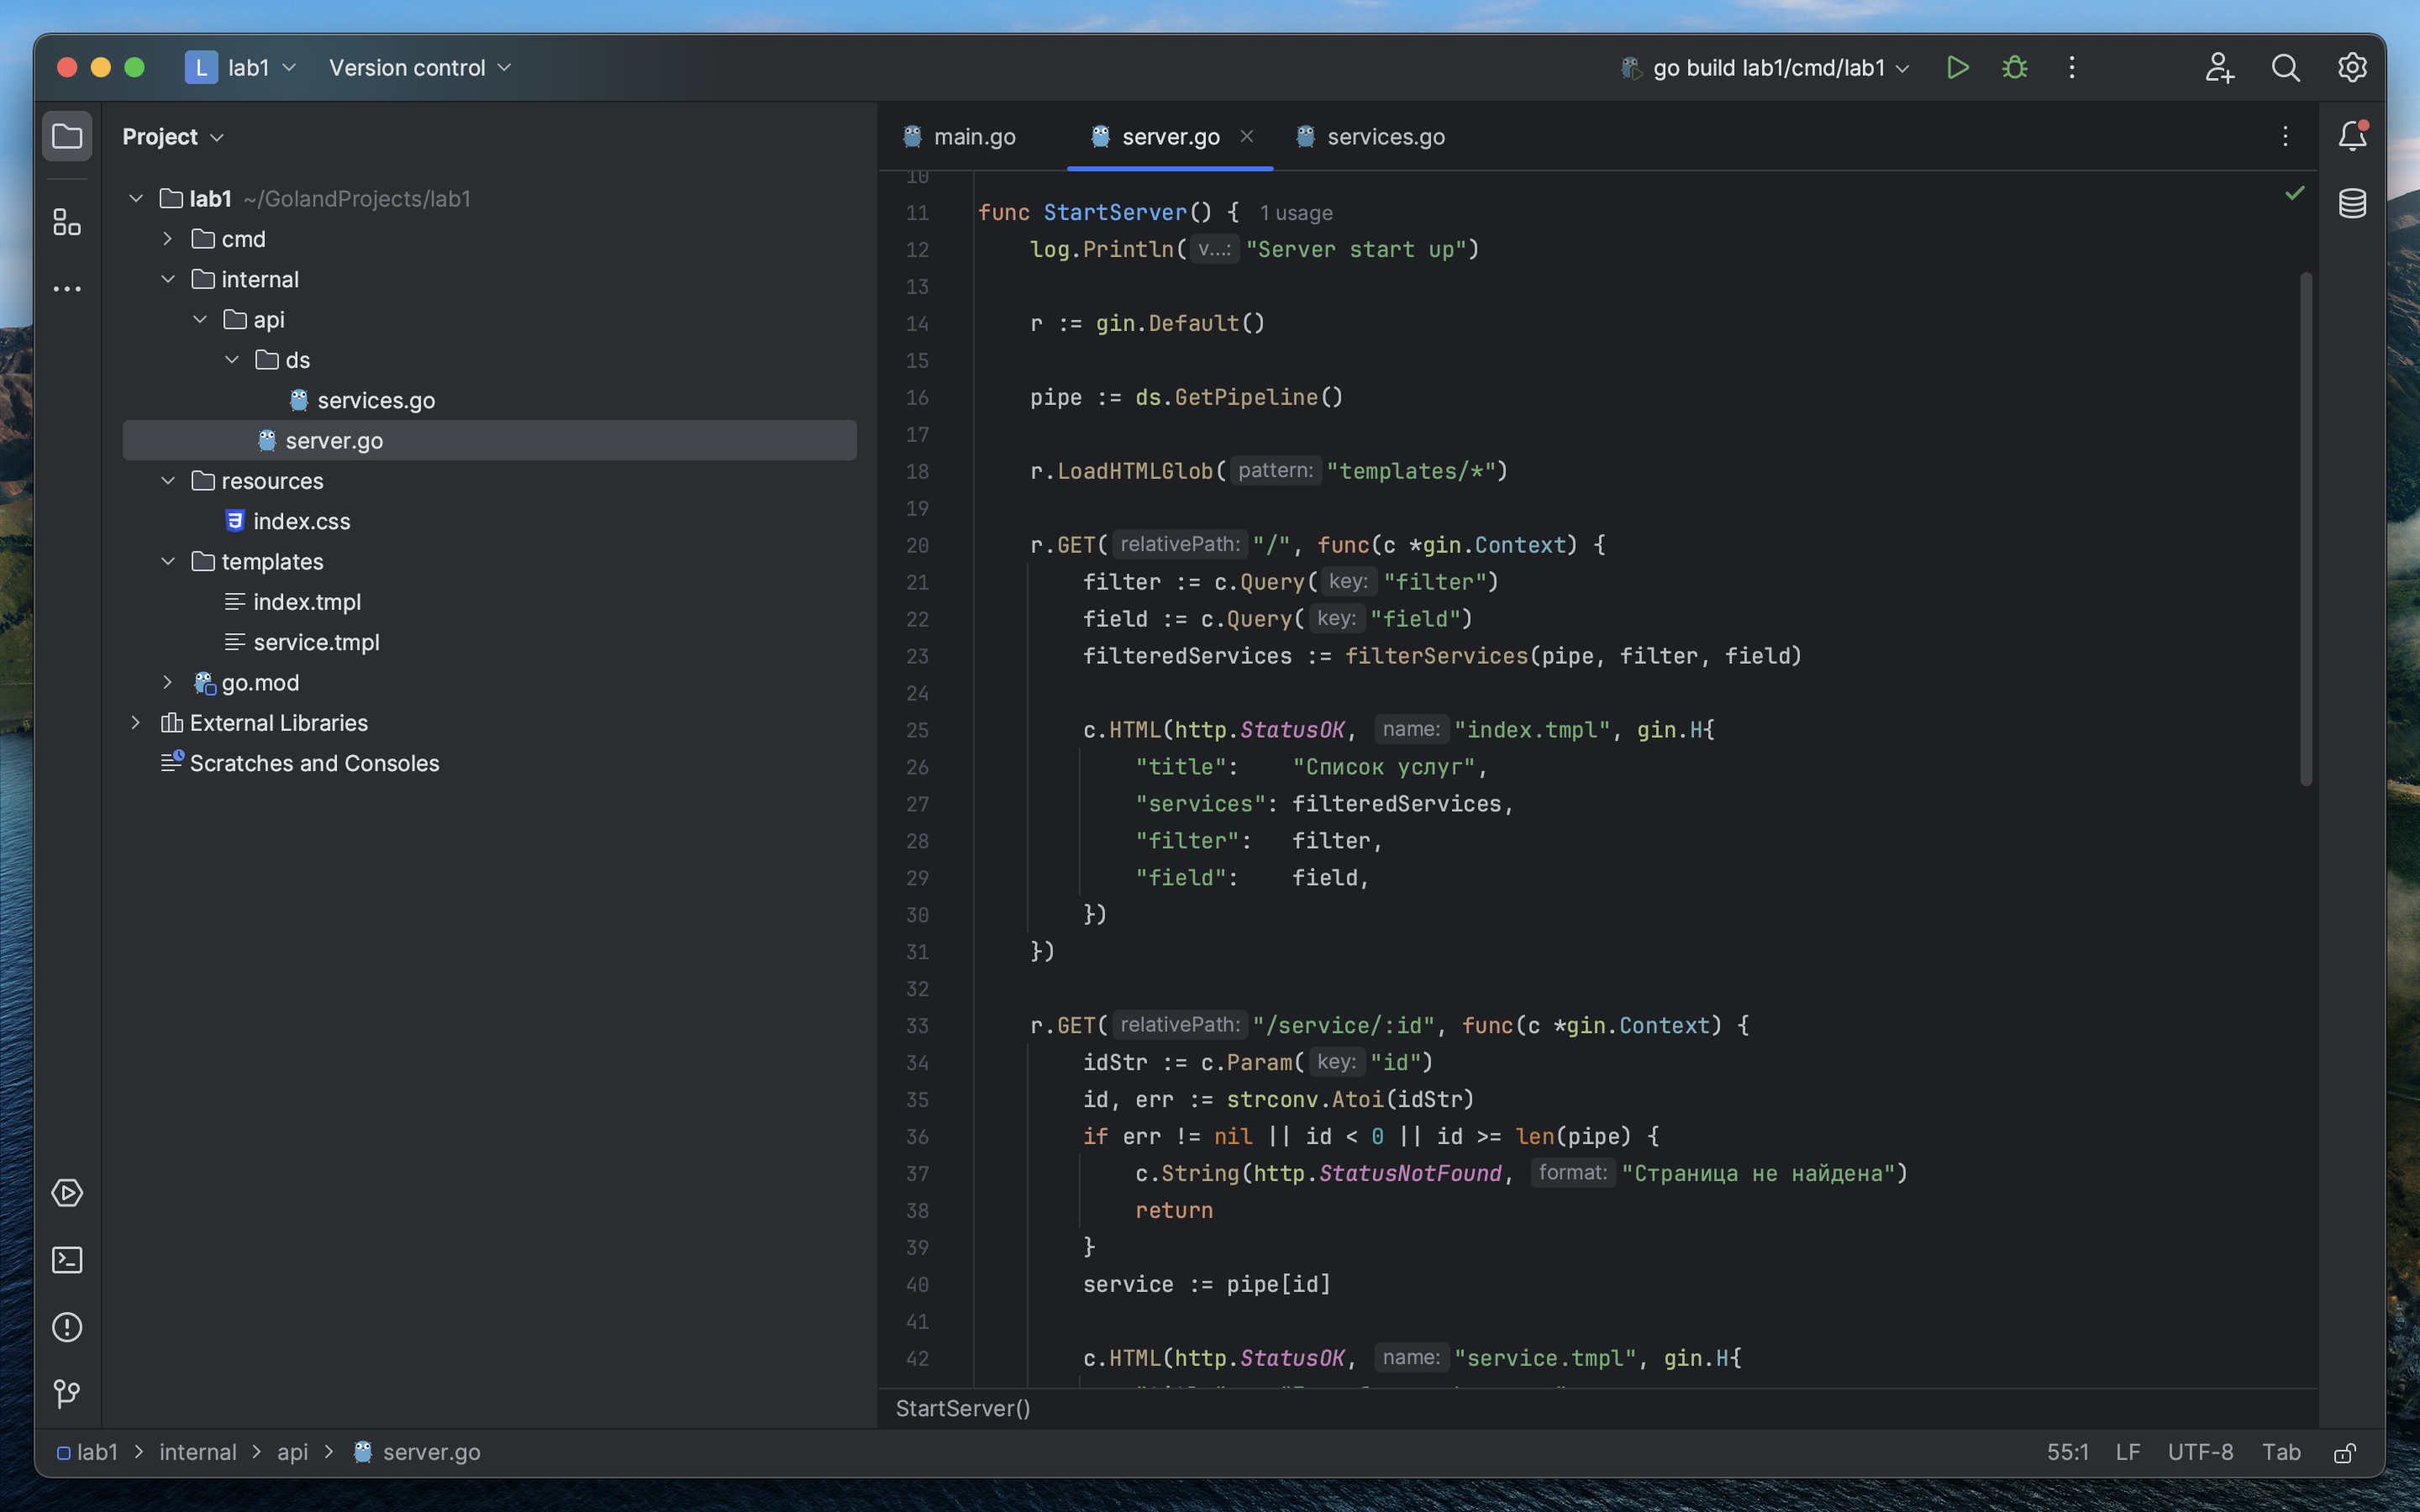 L lab1 Version control go build lab1/cmd/lab1
Project
lab1 ~/GolandProjects/lab1
cmd
internal
api
ds
services.go
server.go
resources
index.css
templates
index.tmpl
service.tmpl
go.mod
External Libraries
Scratches and Consoles
main.go server.go services.go
10
11 func StartServer() { 1 usage
12 log.Println( v...: "Server start up")
13
14 r := gin.Default()
15
16 pipe := ds.GetPipeline()
17
18 r.LoadHTMLGlob( pattern: "templates/*")
19
20 r.GET( relativePath: "/", func(c *gin.Context) {
21 filter := c.Query( key: "filter")
22 field := c.Query( key: "field")
23 filteredServices := filterServices(pipe, filter, field)
24
25 c.HTML(http.StatusOK, name: "index.tmpl", gin.H{
26 "title": "Список услуг",
27 "services": filteredServices,
28 "filter": filter,
29 "field": field,
30 })
31 })
32
33 r.GET( relativePath: "/service/:id", func(c *gin.Context) {
34 idStr := c.Param( key: "id")
35 id, err := strconv.Atoi(idStr)
36 if err != nil || id < 0 || id >= len(pipe) {
37 c.String(http.StatusNotFound, format: "Страница не найдена")
38 return
39 }
40 service := pipe[id]
41
42 c.HTML(http.StatusOK, name: "service.tmpl", gin.H{
StartServer()
lab1 > internal > api > server.go 55:1 LF UTF-8 Tab